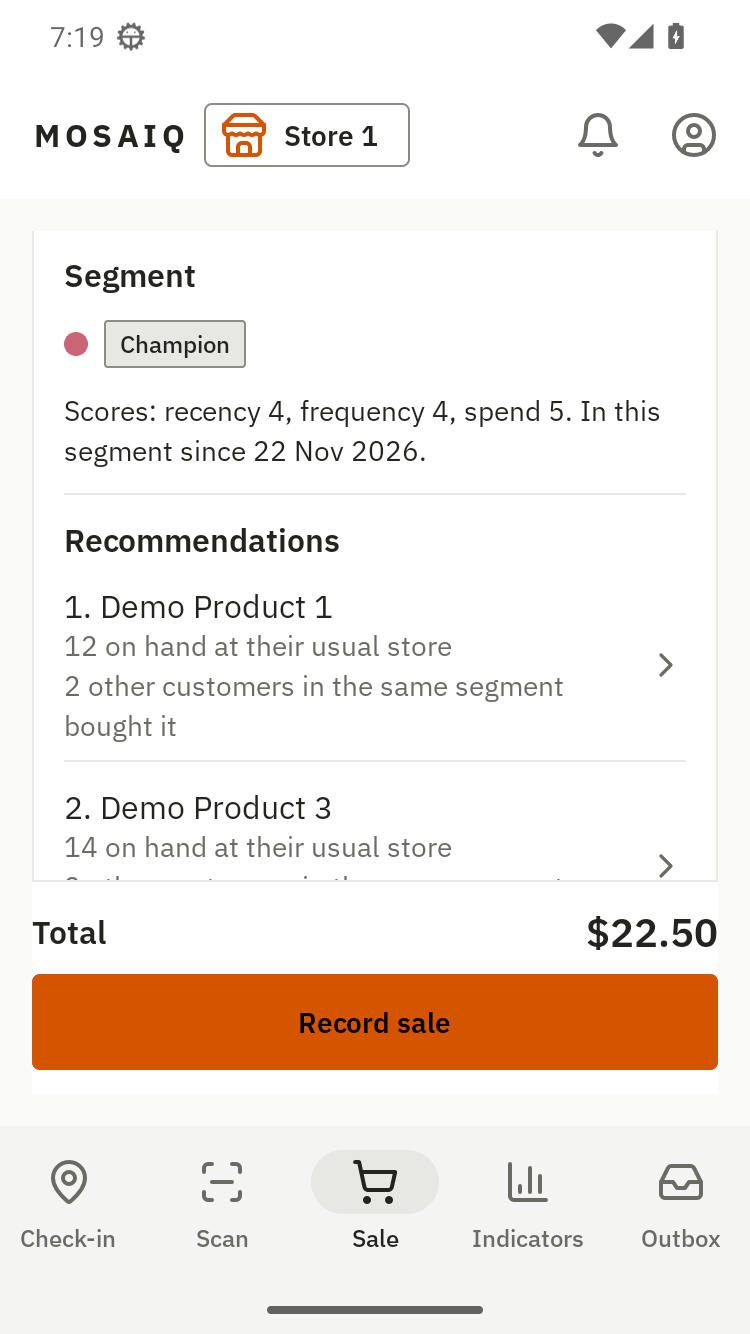 7:19
MOSAIQ
Store 1
Segment
Champion
Scores: recency 4, frequency 4, spend 5. In this
segment since 22 Nov 2026.
Recommendations
1. Demo Product 1
12 on hand at their usual store
2 other customers in the same segment
bought it
2. Demo Product 3
14 on hand at their usual store
Total
$22.50
Record sale
Check-in
Scan
Sale
Indicators
Outbox